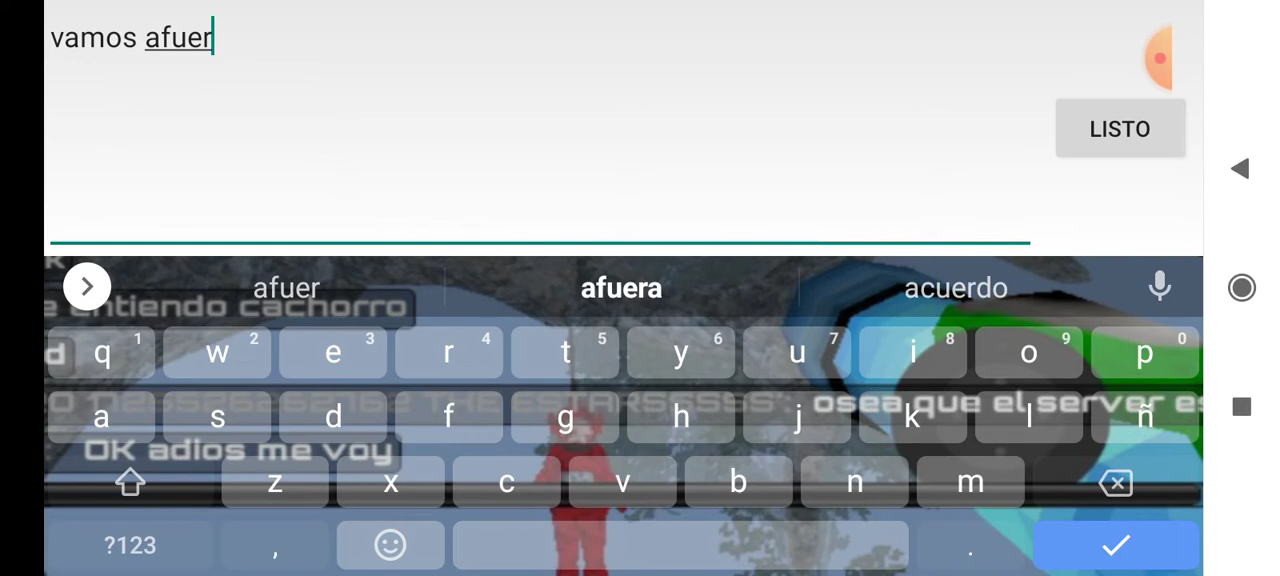 vamos afuer
LISTO
afuer afuera acuerdo
entiendo cachorro
q 1 w 2 e 3 r 4 t 5 y 6 u 7 i 8 o 9 p 0
osea que el server es
a s d f g h j k l ñ
OK adios me voy
z x c v b n m
?123 , .